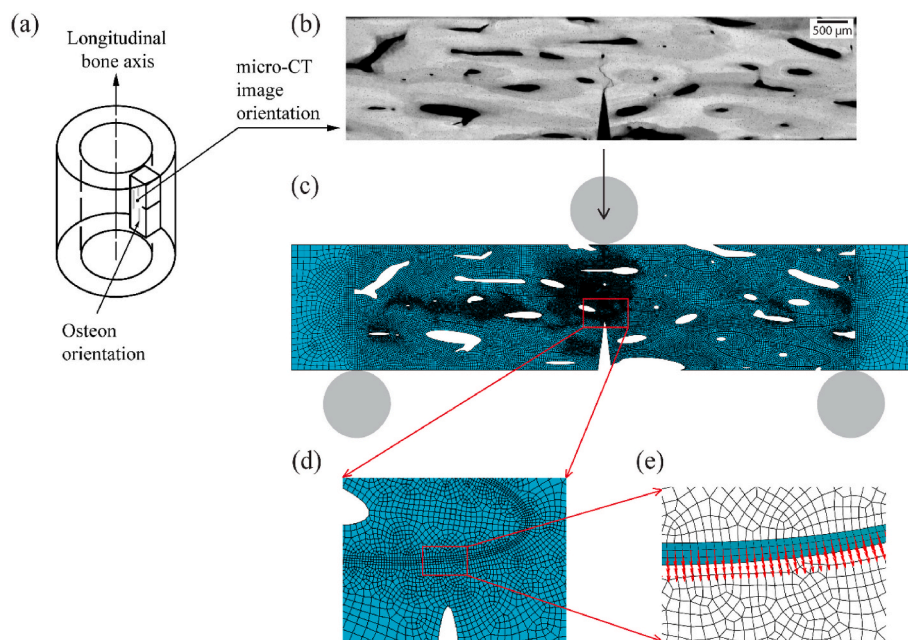 (a)
Longitudinal
bone axis
micro-CT
image
orientation
Osteon
orientation
(b)
500 µm
(c)
(d)
(e)